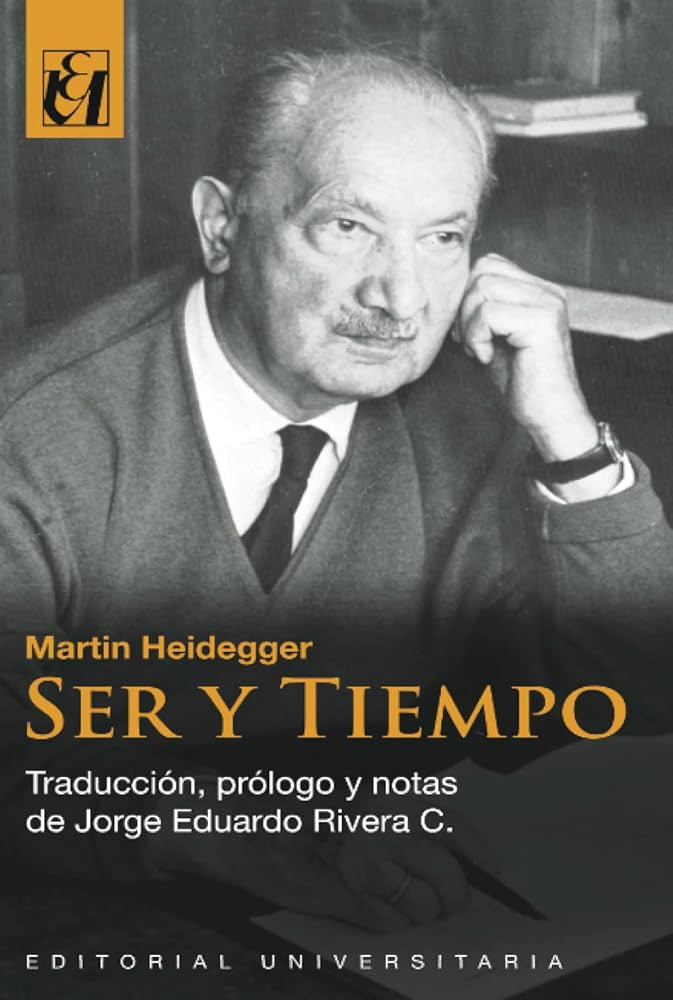 Martin Heidegger
SER Y TIEMPO
Traducción, prólogo y notas
de Jorge Eduardo Rivera C.
EDITORIAL UNIVERSITARIA